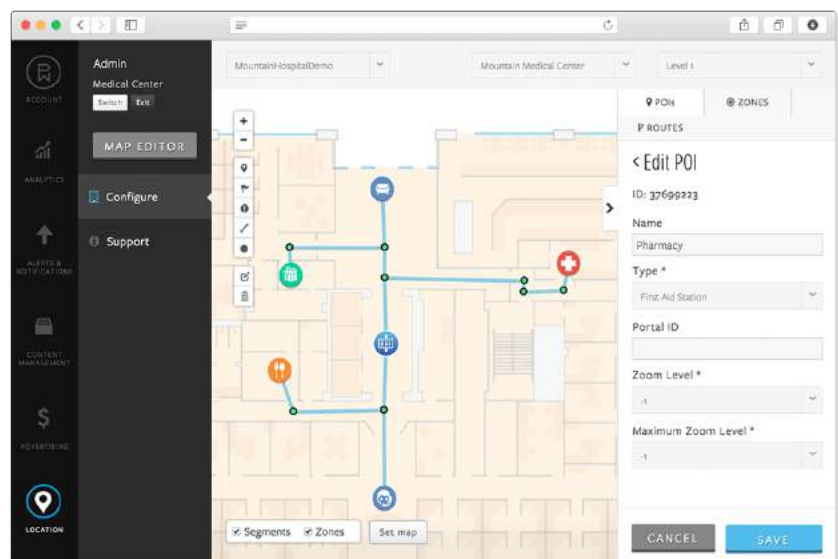 ACCOUNT
ANALYTICS
ALERTS &
NOTIFICATIONS
CONTENT
MANAGEMENT
$
ADVERTISING
LOCATION
Admin
Medical Center
Switch Exit
MAP EDITOR
Configure
Support
MountainHospitalDemo
Mountain Medical Center
Level 1
+
-
Segments
Zones
Set map
POIs
ZONES
ROUTES
< Edit POI
ID: 37699223
Name
Pharmacy
Type *
First Aid Station
Portal ID
Zoom Level *
-1
Maximum Zoom Level *
-1
CANCEL
SAVE